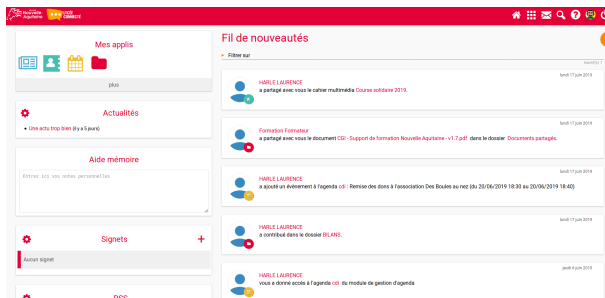 Nouvelle-
Aquitaine
LYCÉE
CONNECTÉ
Mes applis
plus
Actualités
Une actu trop bien (il y a 5 jours)
Aide mémoire
Entrez ici vos notes personnelles
Signets
+
Aucun signet
RSS
Fil de nouveautés
Filtrer sur
lundi 17 juin 2019
HARLE LAURENCE
a partagé avec vous le cahier multimédia Course solidaire 2019.
lundi 17 juin 2019
Formation Formateur
a partagé avec vous le document CGI - Support de formation Nouvelle Aquitaine - v1.7.pdf dans le dossier Documents partagés.
lundi 17 juin 2019
HARLE LAURENCE
a ajouté un événement à l'agenda cdi : Remise des dons à l'association Des Boules au nez (du 20/06/2019 18:30 au 20/06/2019 18:40)
lundi 17 juin 2019
HARLE LAURENCE
a contribué dans le dossier BILANS.
jeudi 6 juin 2019
HARLE LAURENCE
vous a donné accès à l'agenda cdi du module de gestion d'agenda